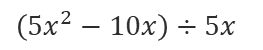 (5x² − 10x) ÷ 5x